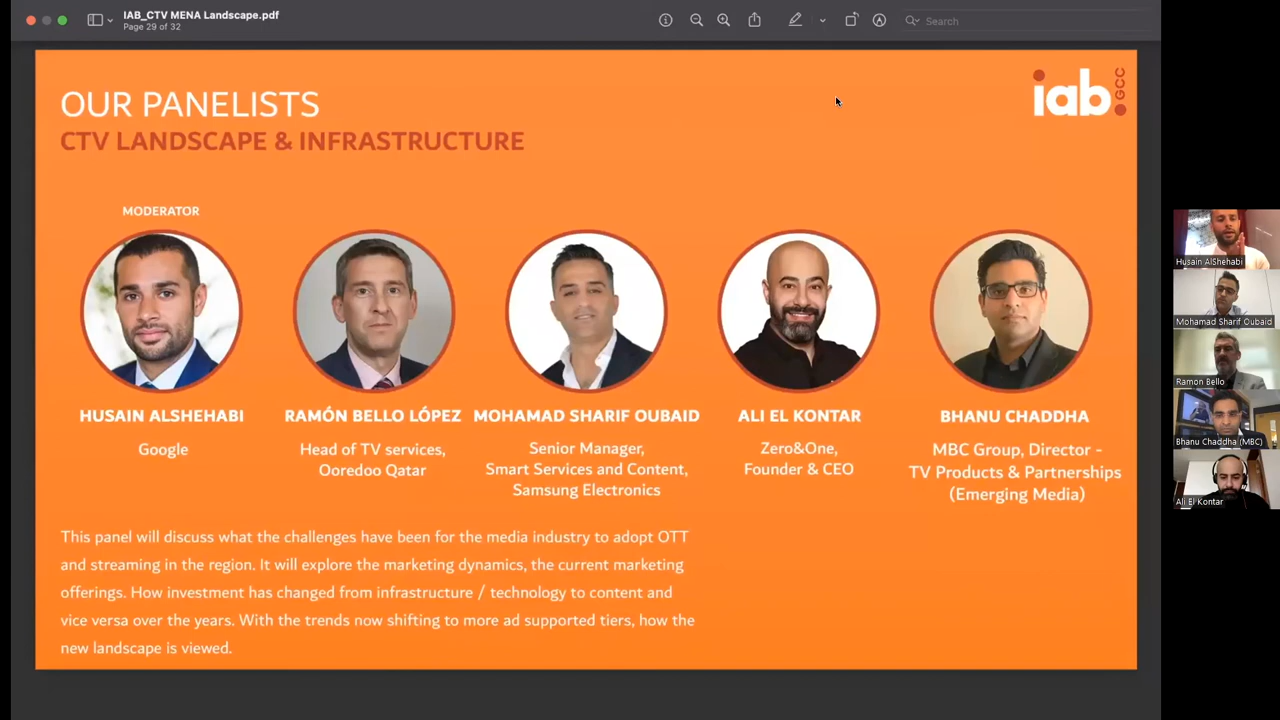 IAB_CTV MENA Landscape.pdf
Page 29 of 32
Search
OUR PANELISTS
CTV LANDSCAPE & INFRASTRUCTURE
iab
GCC
MODERATOR
HUSAIN ALSHEHABI
Google
RAMÓN BELLO LÓPEZ
Head of TV services,
Ooredoo Qatar
MOHAMAD SHARIF OUBAID
Senior Manager,
Smart Services and Content,
Samsung Electronics
ALI EL KONTAR
Zero&One,
Founder & CEO
BHANU CHADDHA
MBC Group, Director -
TV Products & Partnerships
(Emerging Media)
This panel will discuss what the challenges have been for the media industry to adopt OTT
and streaming in the region. It will explore the marketing dynamics, the current marketing
offerings. How investment has changed from infrastructure / technology to content and
vice versa over the years. With the trends now shifting to more ad supported tiers, how the
new landscape is viewed.
Husain AlShehabi
Mohamad Sharif Oubaid
Ramon Bello
Bhanu Chaddha (MBC)
Ali El Kontar